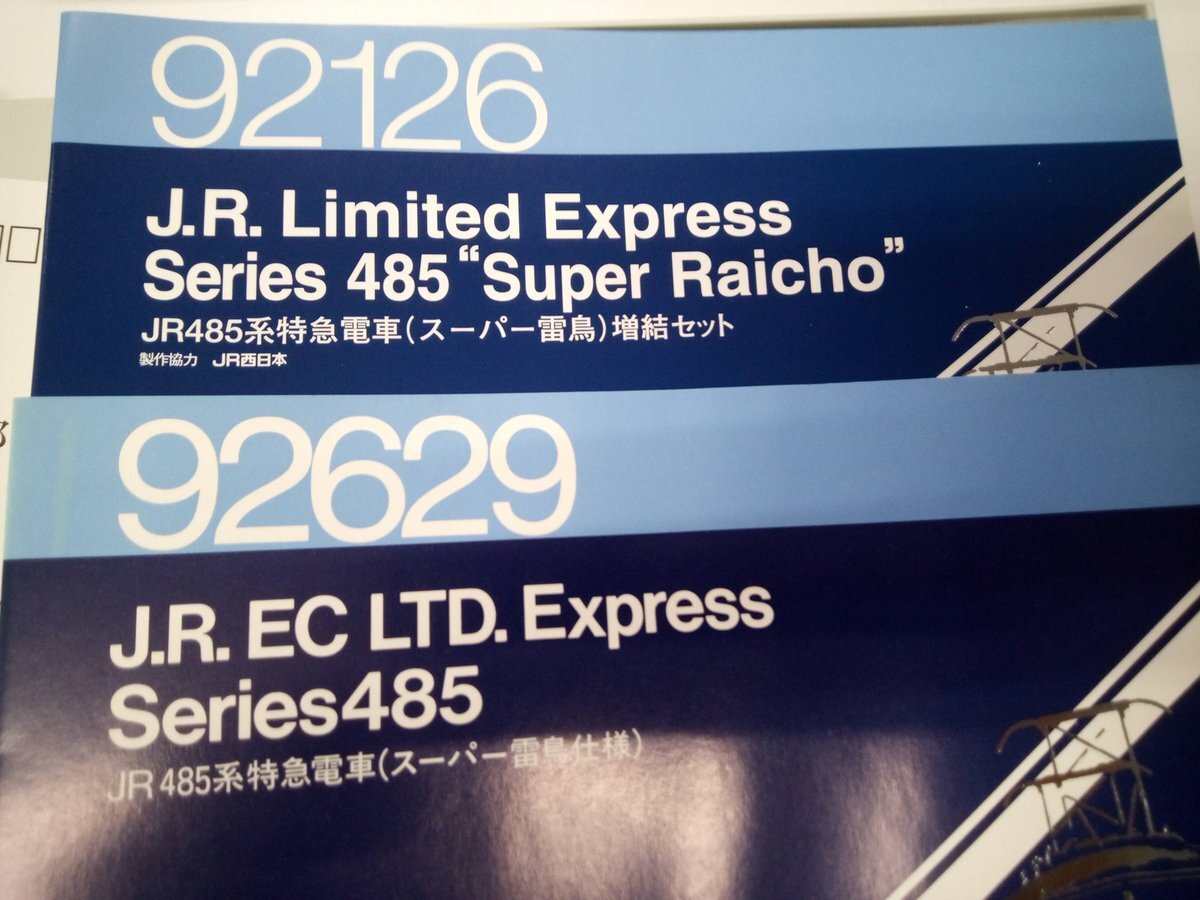 92126
J.R. Limited Express
Series 485 “Super Raicho”
JR485系特急電車(スーパー雷鳥)増結セット
製作協力 JR西日本
92629
J.R. EC LTD. Express
Series485
JR485系特急電車(スーパー雷鳥仕様)